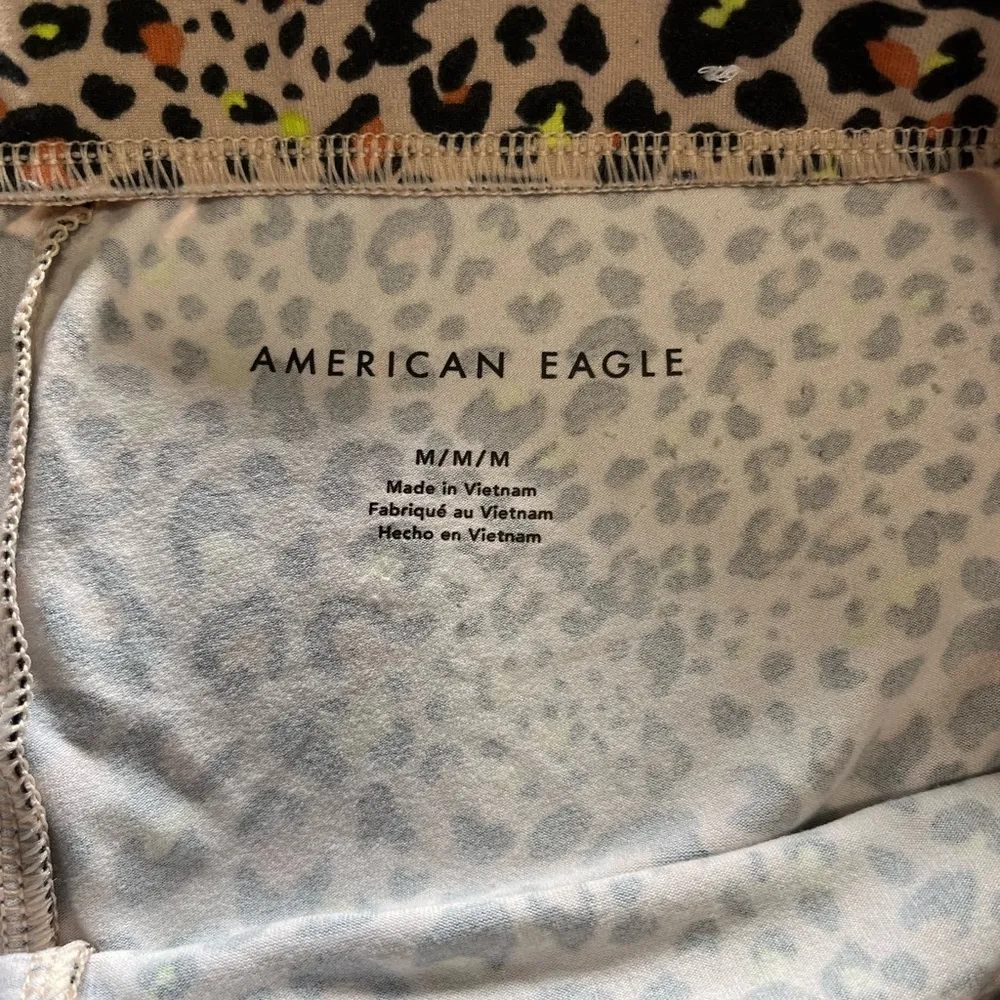 AMERICAN EAGLE
M/M/M
Made in Vietnam
Fabriqué au Vietnam
Hecho en Vietnam